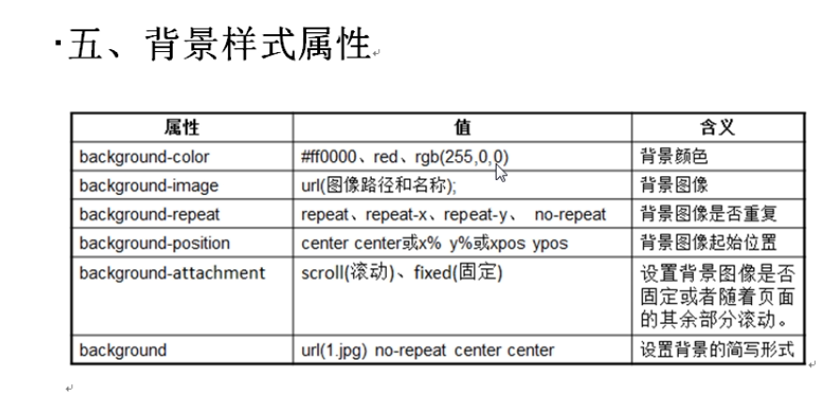 ·五、背景样式属性
属性 值 含义
background-color #ff0000、red、rgb(255,0,0) 背景颜色
background-image url(图像路径和名称); 背景图像
background-repeat repeat、repeat-x、repeat-y、 no-repeat 背景图像是否重复
background-position center center或x% y%或xpos ypos 背景图像起始位置
background-attachment scroll(滚动)、fixed(固定) 设置背景图像是否
固定或者随着页面
的其余部分滚动。
background url(1.jpg) no-repeat center center 设置背景的简写形式